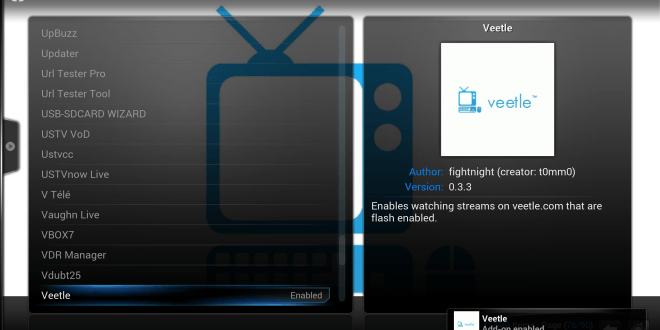 UpBuzz
Updater
Url Tester Pro
Url Tester Tool
USB-SDCARD WIZARD
USTV VoD
Ustvcc
USTVnow Live
V Télé
Vaughn Live
VBOX7
VDR Manager
Vdubt25
Veetle Enabled
Veetle
veetle™
Author: fightnight (creator: t0mm0)
Version: 0.3.3
Enables watching streams on veetle.com that are
flash enabled.
Veetle
Add-on enabled